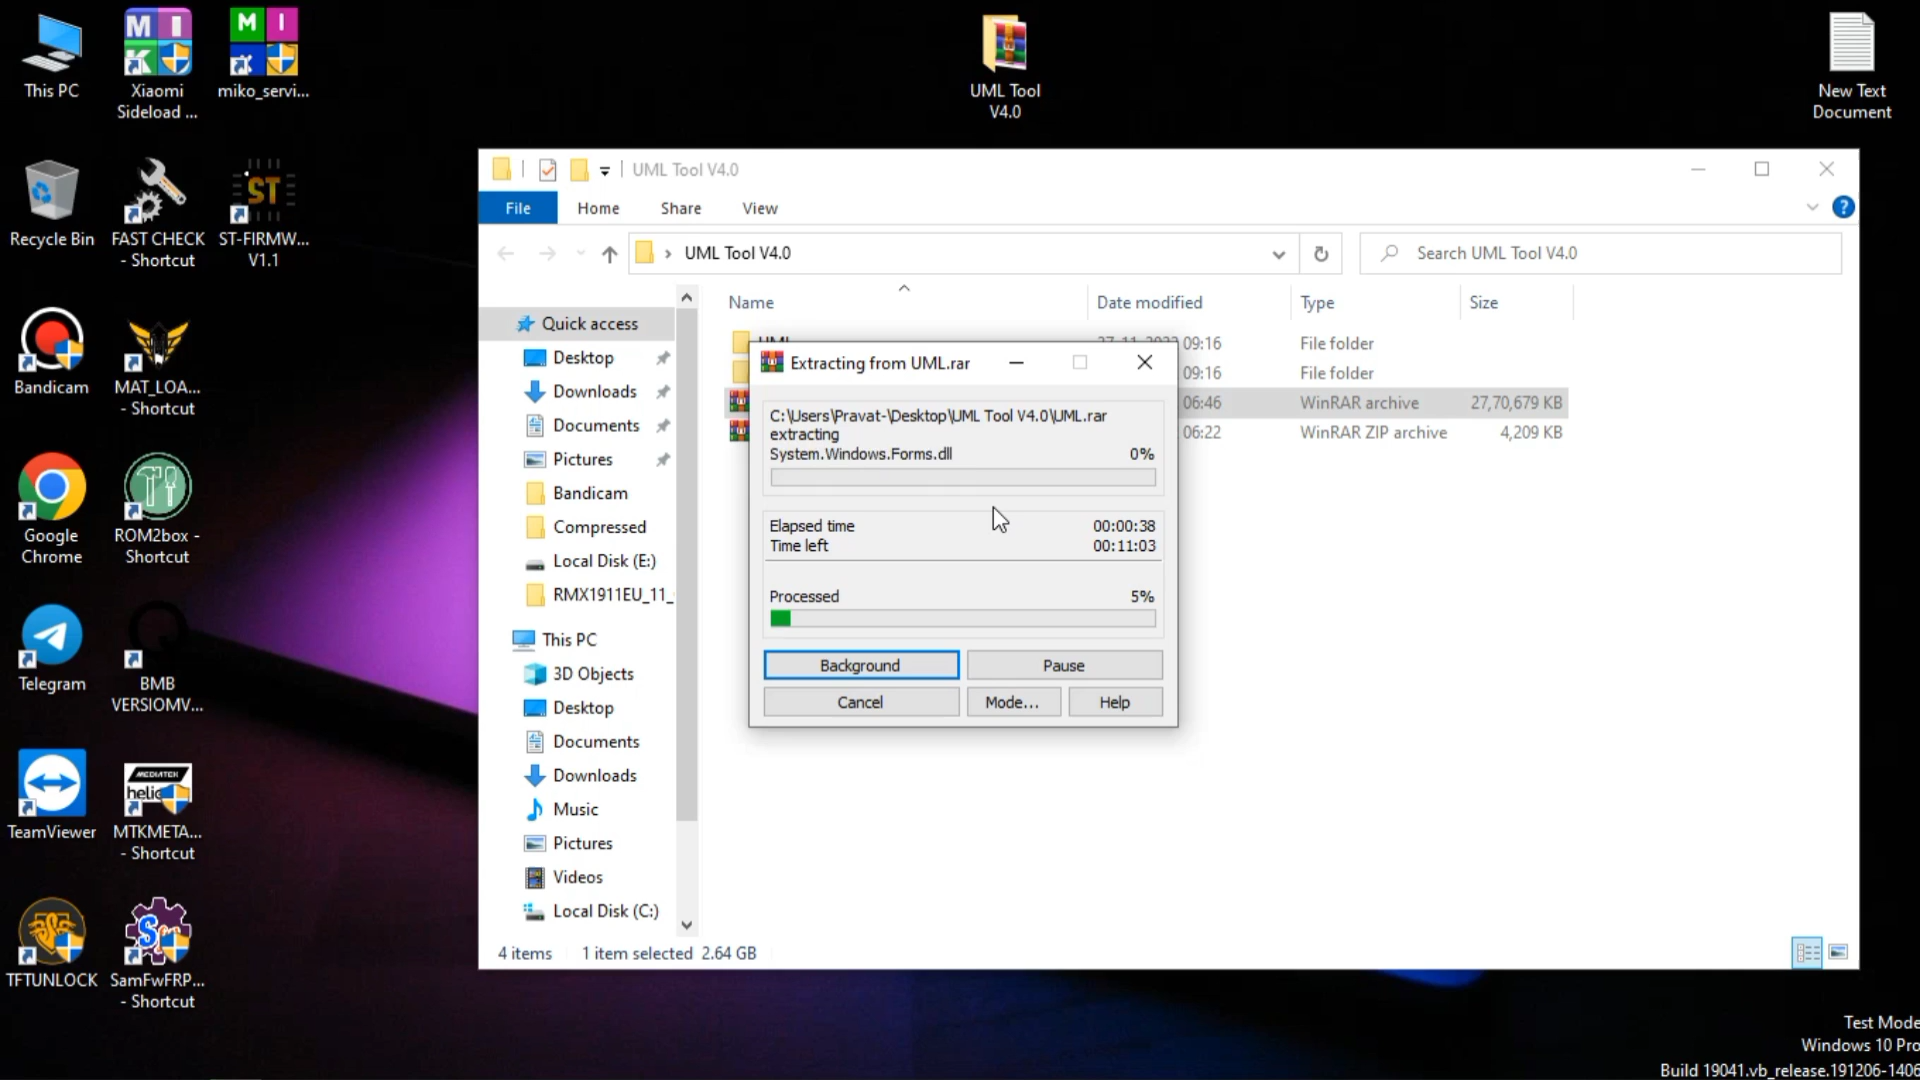 This PC
Xiaomi
Sideload ...
miko_servi...
UML Tool
V4.0
New Text
Document
Recycle Bin
FAST CHECK
- Shortcut
ST-FIRMW...
V1.1
Bandicam
MAT_LOA...
- Shortcut
Google
Chrome
ROM2box -
Shortcut
Telegram
BMB
VERSIOMV...
TeamViewer
MTKMETA...
- Shortcut
TFTUNLOCK
SamFwFRP...
- Shortcut
UML Tool V4.0
File
Home
Share
View
UML Tool V4.0
Search UML Tool V4.0
Name
Date modified
Type
Size
Quick access
Desktop
Downloads
Documents
Pictures
Bandicam
Compressed
Local Disk (E:)
RMX1911EU_11_
This PC
3D Objects
Desktop
Documents
Downloads
Music
Pictures
Videos
Local Disk (C:)
09:16 File folder
09:16 File folder
06:46 WinRAR archive 27,70,679 KB
06:22 WinRAR ZIP archive 4,209 KB
Extracting from UML.rar
C:\Users\Pravat-\Desktop\UML Tool V4.0\UML.rar
extracting
System.Windows.Forms.dll 0%
Elapsed time 00:00:38
Time left 00:11:03
Processed 5%
Background
Pause
Cancel
Mode...
Help
4 items 1 item selected 2.64 GB
Test Mode
Windows 10 Pro
Build 19041.vb_release.191206-1406